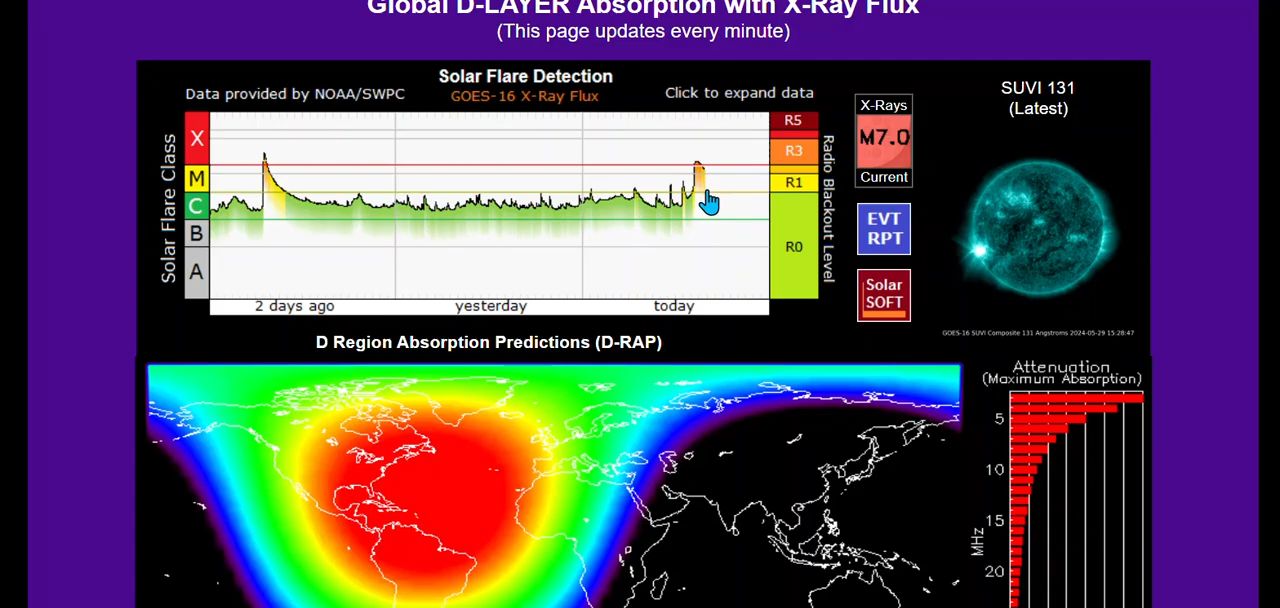 Global D-LAYER Absorption with X-Ray Flux
(This page updates every minute)
Solar Flare Detection
Data provided by NOAA/SWPC
GOES-16 X-Ray Flux
Click to expand data
Solar Flare Class
X
M
C
B
A
R5
R3
R1
R0
Radio Blackout Level
2 days ago
yesterday
today
X-Rays
M7.0
Current
EVT
RPT
Solar
SOFT
SUVI 131
(Latest)
GOES-16 SUVI Composite 131 Angstroms 2024-05-29 15:28:47
D Region Absorption Predictions (D-RAP)
Attenuation
(Maximum Absorption)
5
10
15
20
MHz